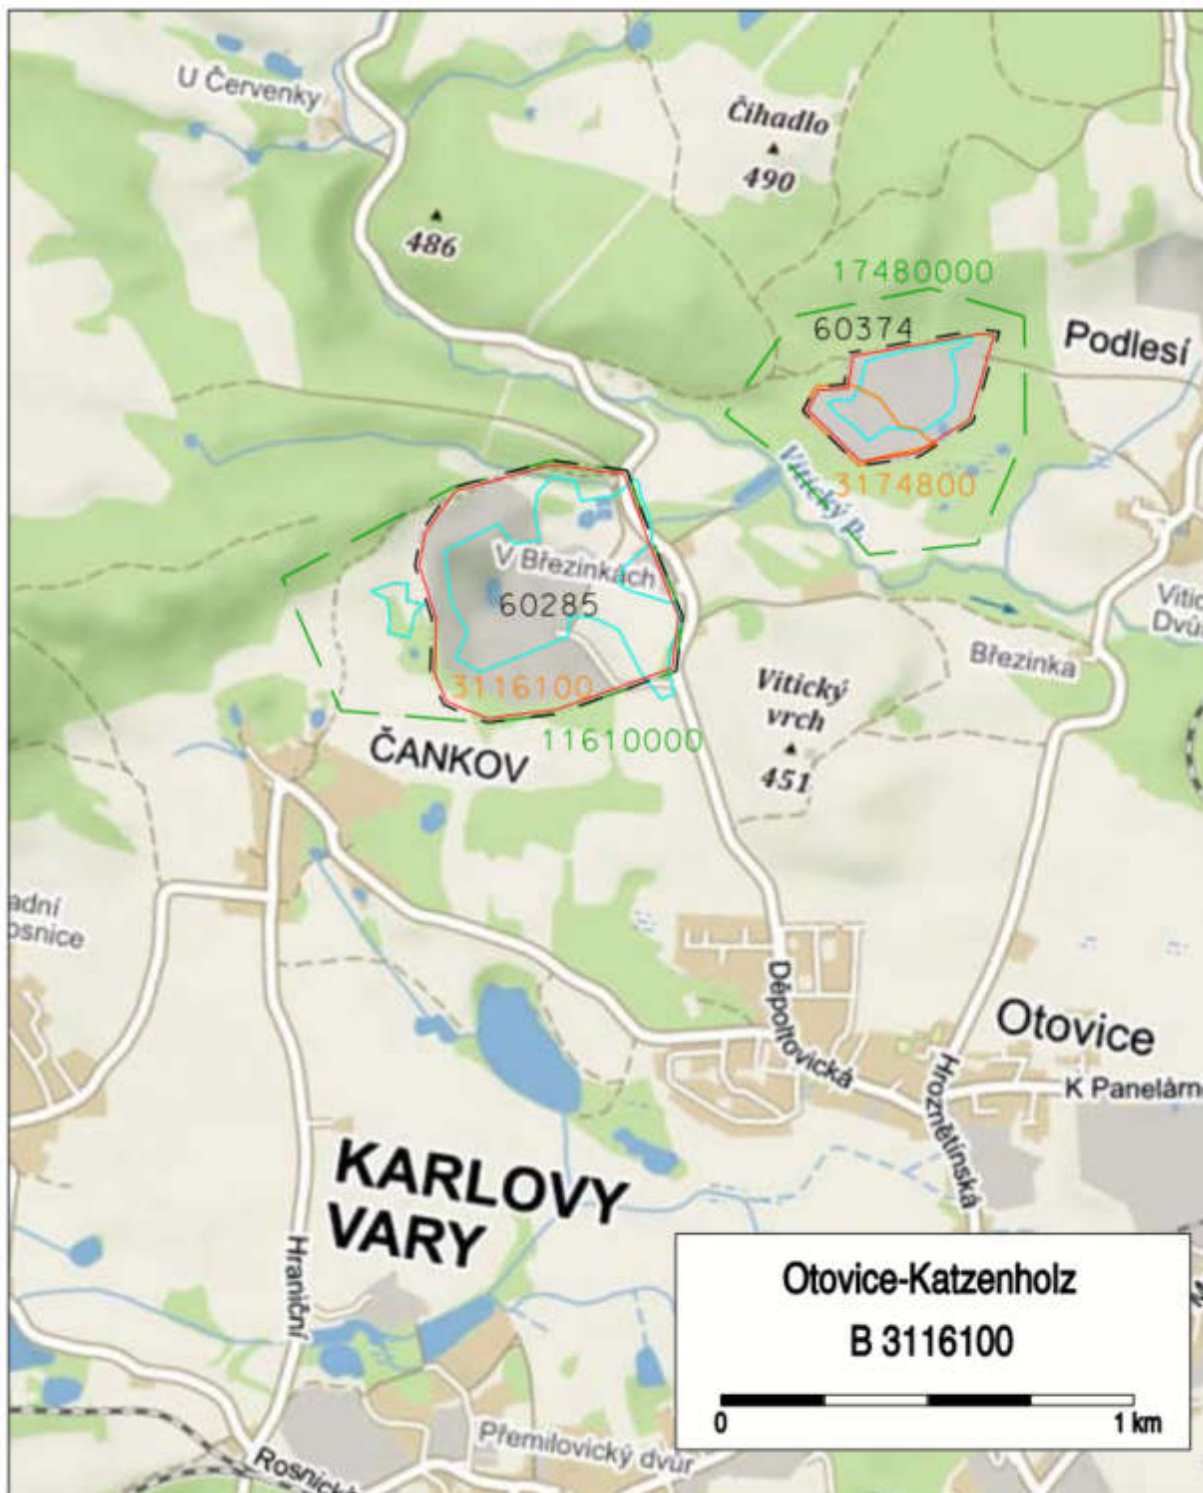 U Červenky
Čihadlo
490
486
17480000
60374
Podlesí
3174800
Vitický p.
V Březinkách
60285
3116100
11610000
ČANKOV
Vitický
vrch
451
Březinka
Děpoltovická
Otovice
K Panelárn
Hroznětínská
KARLOVY
VARY
Hraniční
Přemilovický dvůr
Otovice-Katzenholz
B 3116100
0 1 km